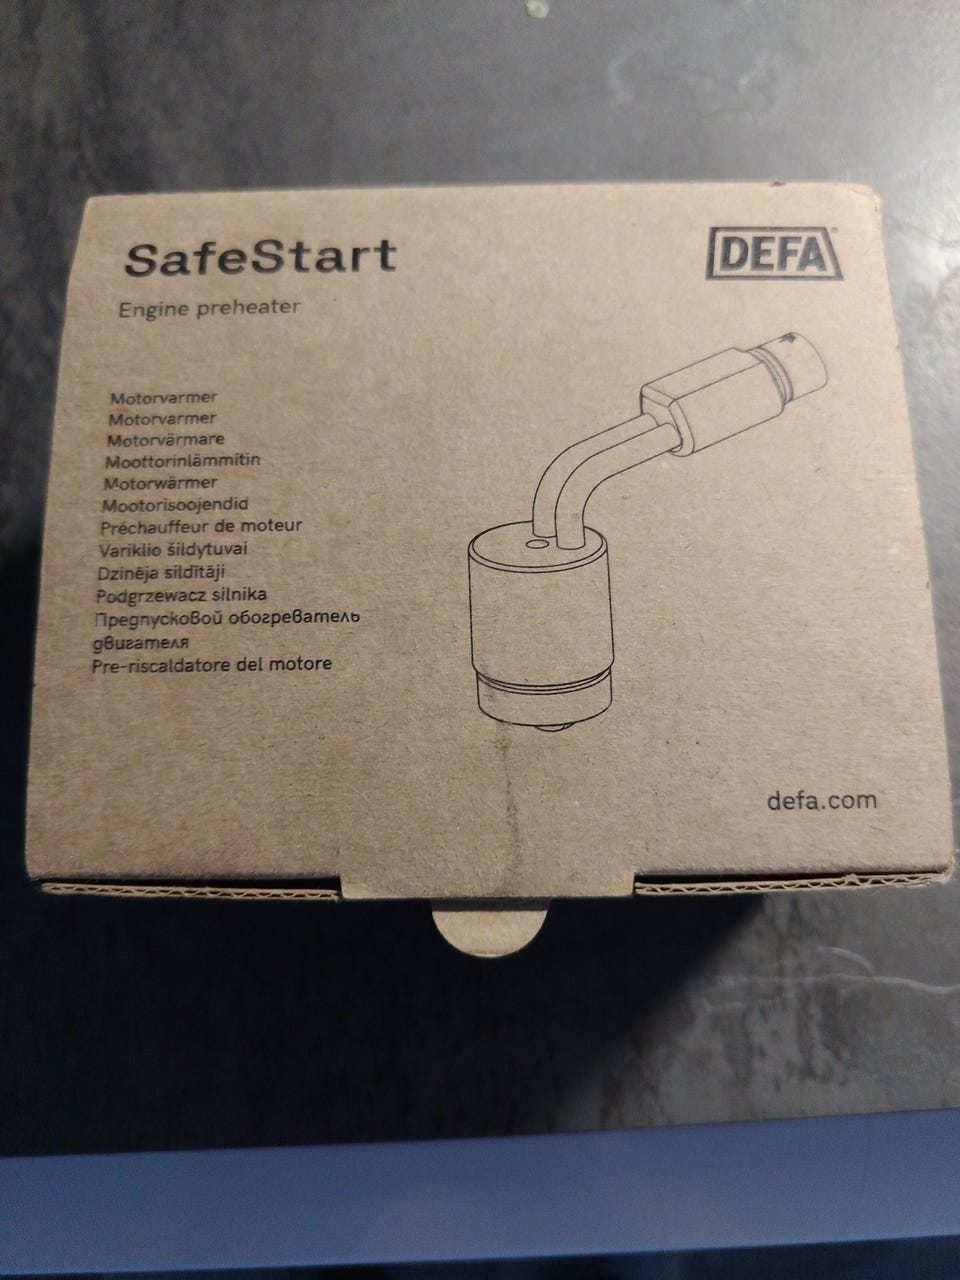 SafeStart
DEFA®
Engine preheater
Motorvarmer
Motorvarmer
Motorvärmare
Moottorinlämmitin
Motorwärmer
Mootorisoojendid
Préchauffeur de moteur
Variklio šildytuvai
Dzinēja sildītāji
Podgrzewacz silnika
Предпусковой обогреватель
двигателя
Pre-riscaldatore del motore
defa.com